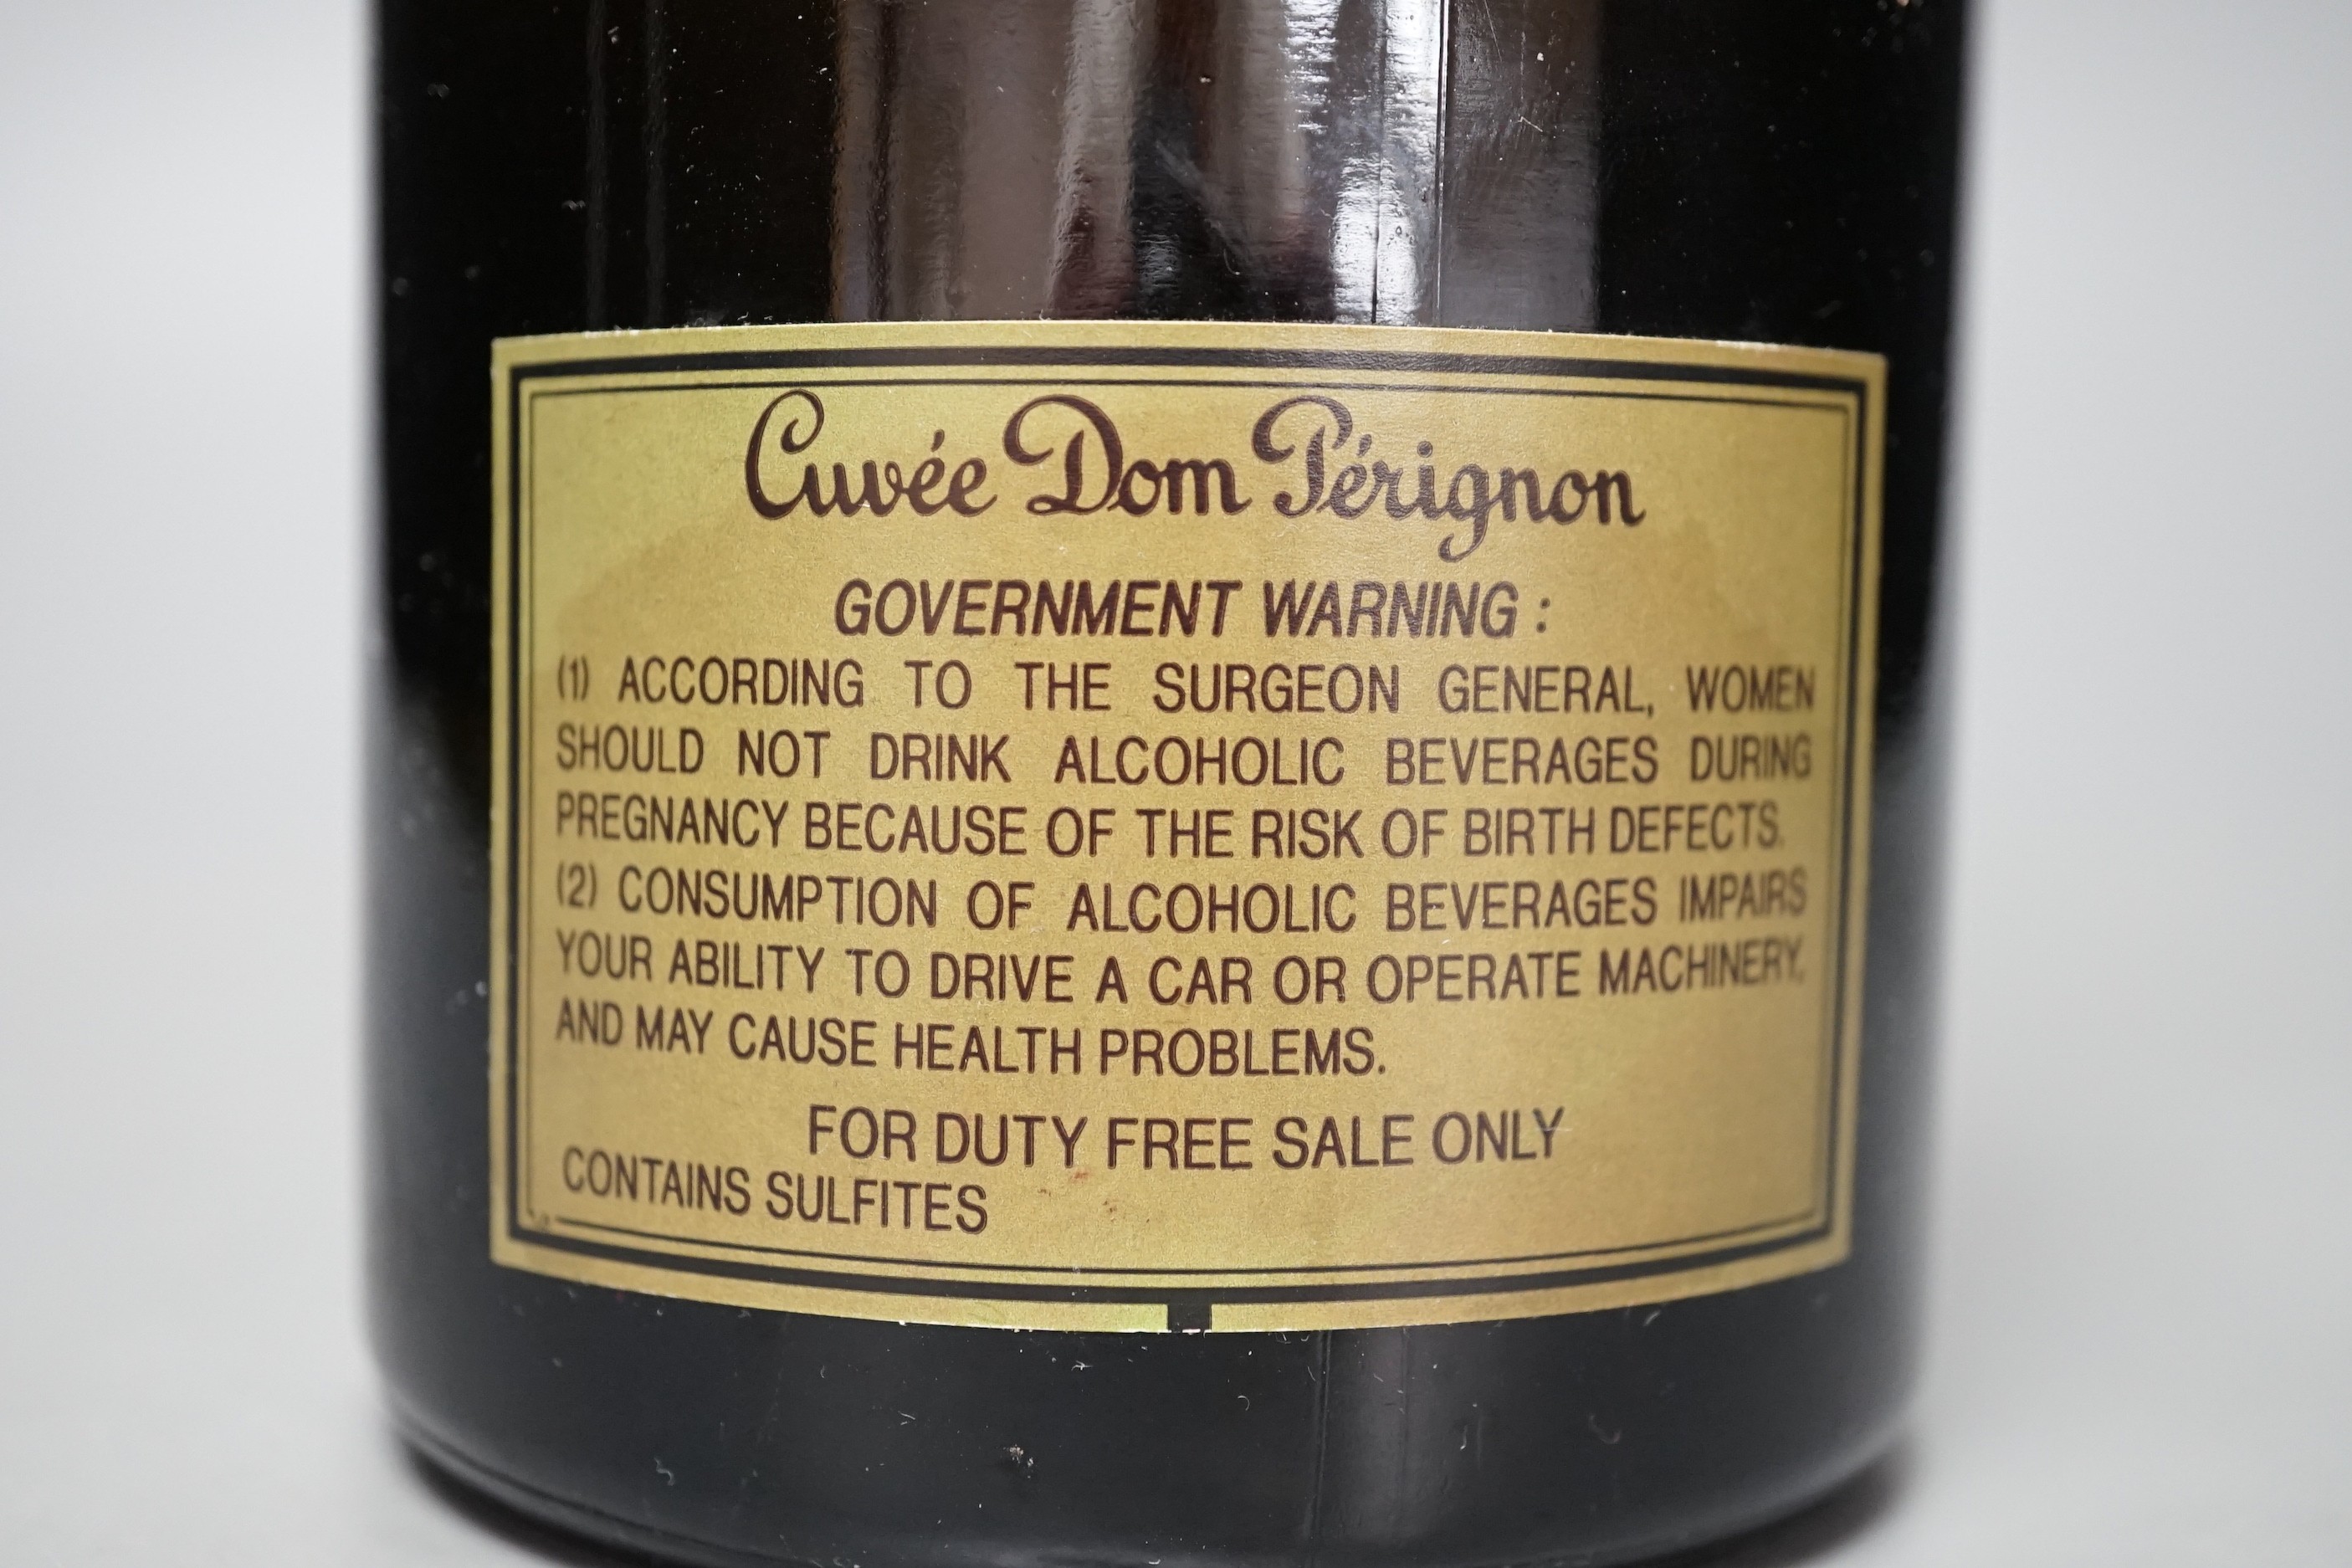 Cuvée Dom Pérignon
GOVERNMENT WARNING :
(1) ACCORDING TO THE SURGEON GENERAL, WOMEN
SHOULD NOT DRINK ALCOHOLIC BEVERAGES DURING
PREGNANCY BECAUSE OF THE RISK OF BIRTH DEFECTS.
(2) CONSUMPTION OF ALCOHOLIC BEVERAGES IMPAIRS
YOUR ABILITY TO DRIVE A CAR OR OPERATE MACHINERY,
AND MAY CAUSE HEALTH PROBLEMS.
FOR DUTY FREE SALE ONLY
CONTAINS SULFITES